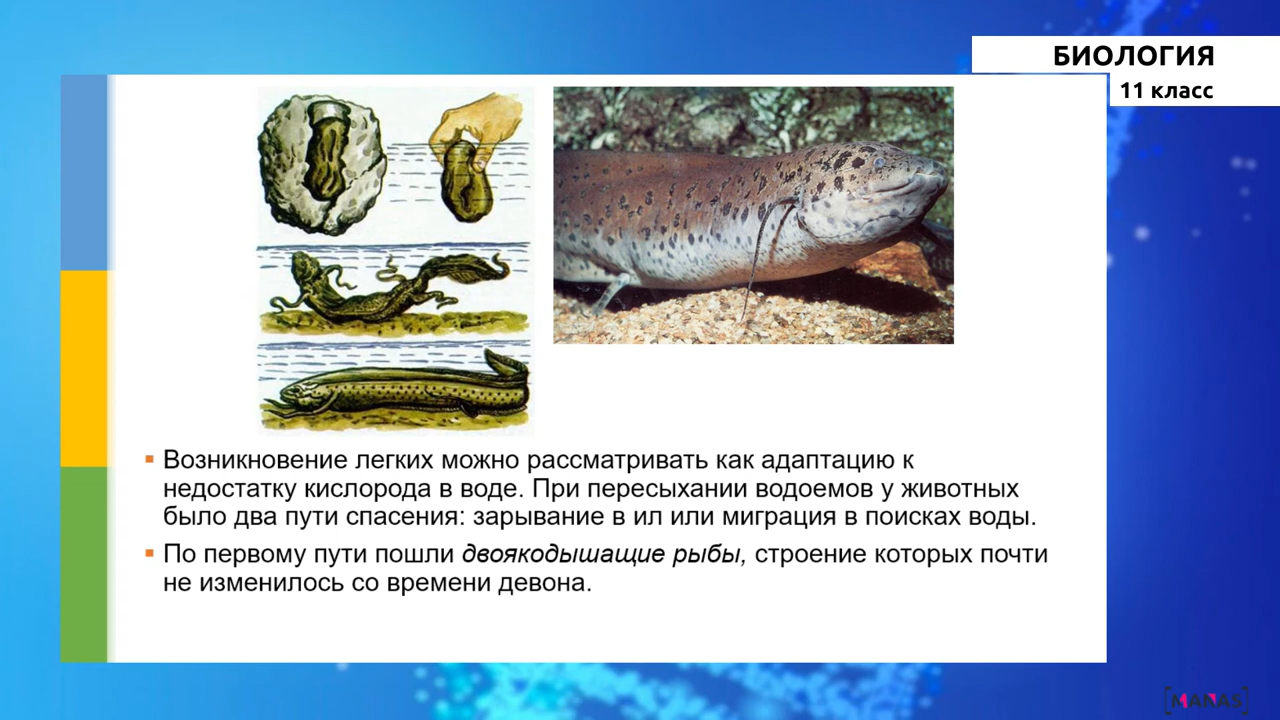 БИОЛОГИЯ
11 класс
Возникновение легких можно рассматривать как адаптацию к
недостатку кислорода в воде. При пересыхании водоемов у животных
было два пути спасения: зарывание в ил или миграция в поисках воды.
По первому пути пошли двоякодышащие рыбы, строение которых почти
не изменилось со времени девона.
[MANAS]